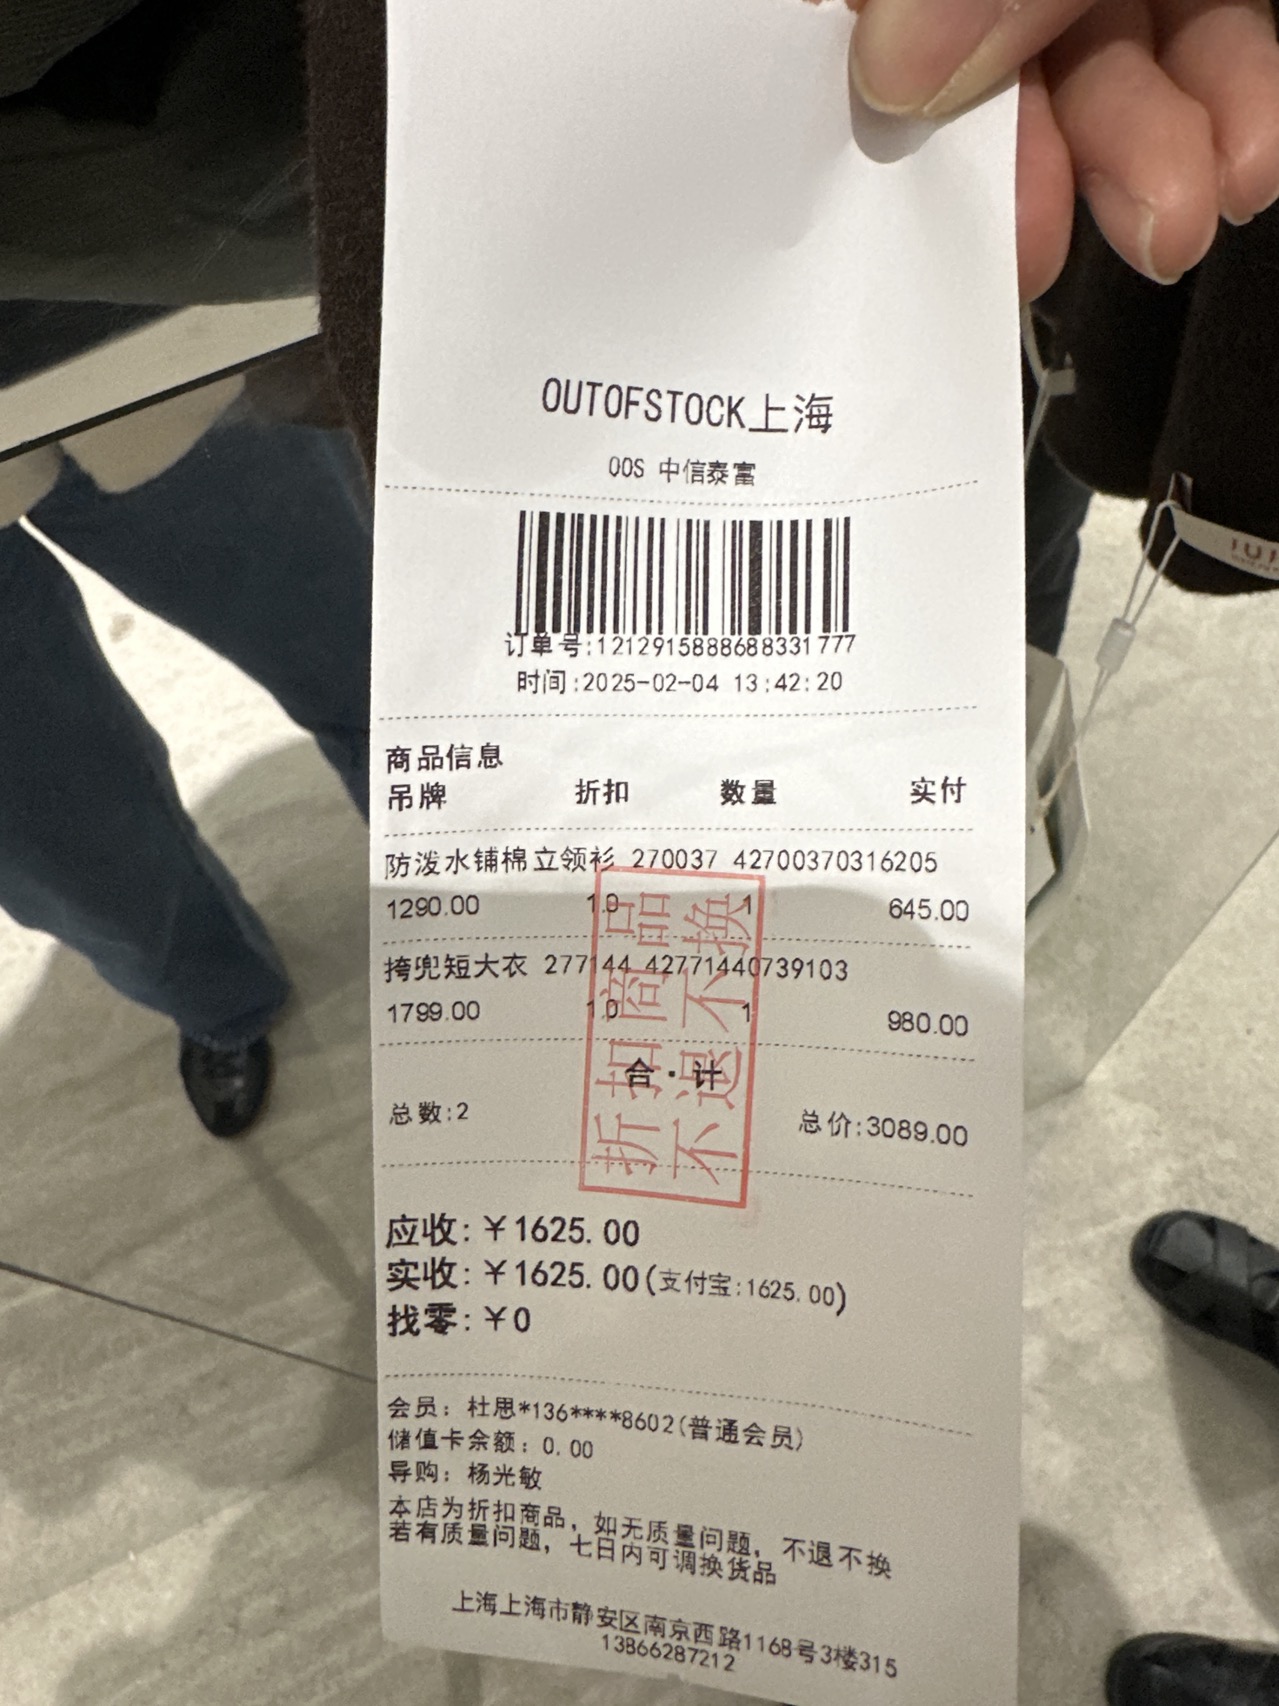 OUTOFSTOCK上海
OOS 中信泰富
订单号:1212915888688331777
时间:2025-02-04 13:42:20
商品信息
吊牌 折扣 数量 实付
防泼水铺棉立领衫 270037 42700370316205
1290.00 1.0 1 645.00
挎兜短大衣 277144 42771440739103
1799.00 1.0 1 980.00
合·计
总数:2 总价:3089.00
折扣商品
不退不换
应收:￥1625.00
实收:￥1625.00(支付宝:1625.00)
找零:￥0
会员: 杜思*136****8602(普通会员)
储值卡余额: 0.00
导购: 杨光敏
本店为折扣商品, 如无质量问题, 不退不换
若有质量问题, 七日内可调换货品
上海上海市静安区南京西路1168号3楼315
13866287212